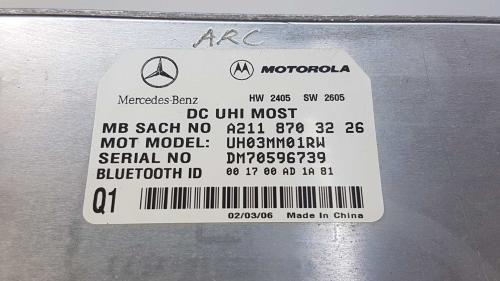 ARC
Mercedes-Benz
MOTOROLA
HW 2405 SW 2605
DC UHI MOST
MB SACH NO A211 870 32 26
MOT MODEL: UH03MM01RW
SERIAL NO DM70596739
BLUETOOTH ID 00 17 00 AD 1A 81
Q1
02/03/06 Made In China